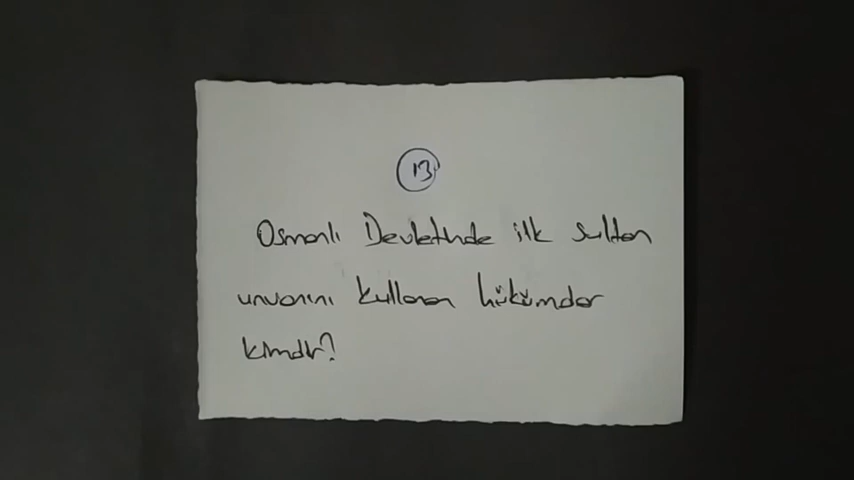 13
Osmanlı Devletinde ilk sultan
unvanını kullanan hükümdar
kimdir?